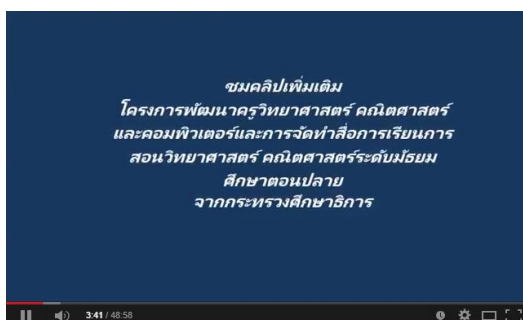 ชมคลิปเพิ่มเติม
โครงการพัฒนาครูวิทยาศาสตร์ คณิตศาสตร์
และคอมพิวเตอร์และการจัดทำสื่อการเรียนการ
สอนวิทยาศาสตร์ คณิตศาสตร์ระดับมัธยม
ศึกษาตอนปลาย
จากกระทรวงศึกษาธิการ
3:41 / 48:58